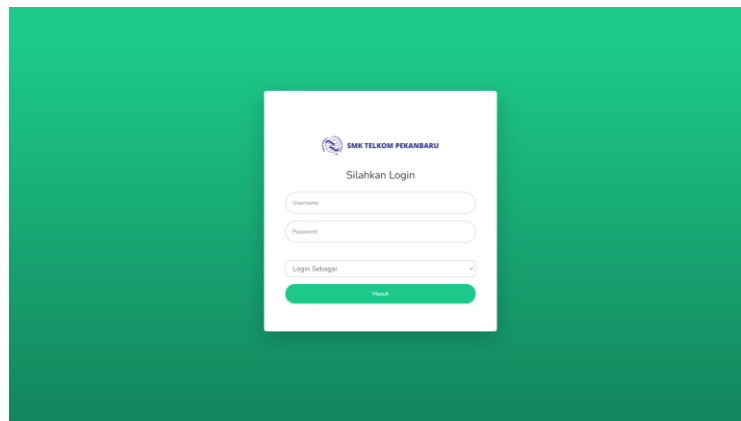 SMK TELKOM PEKANBARU
Silahkan Login
Username
Password
Login Sebagai
Masuk